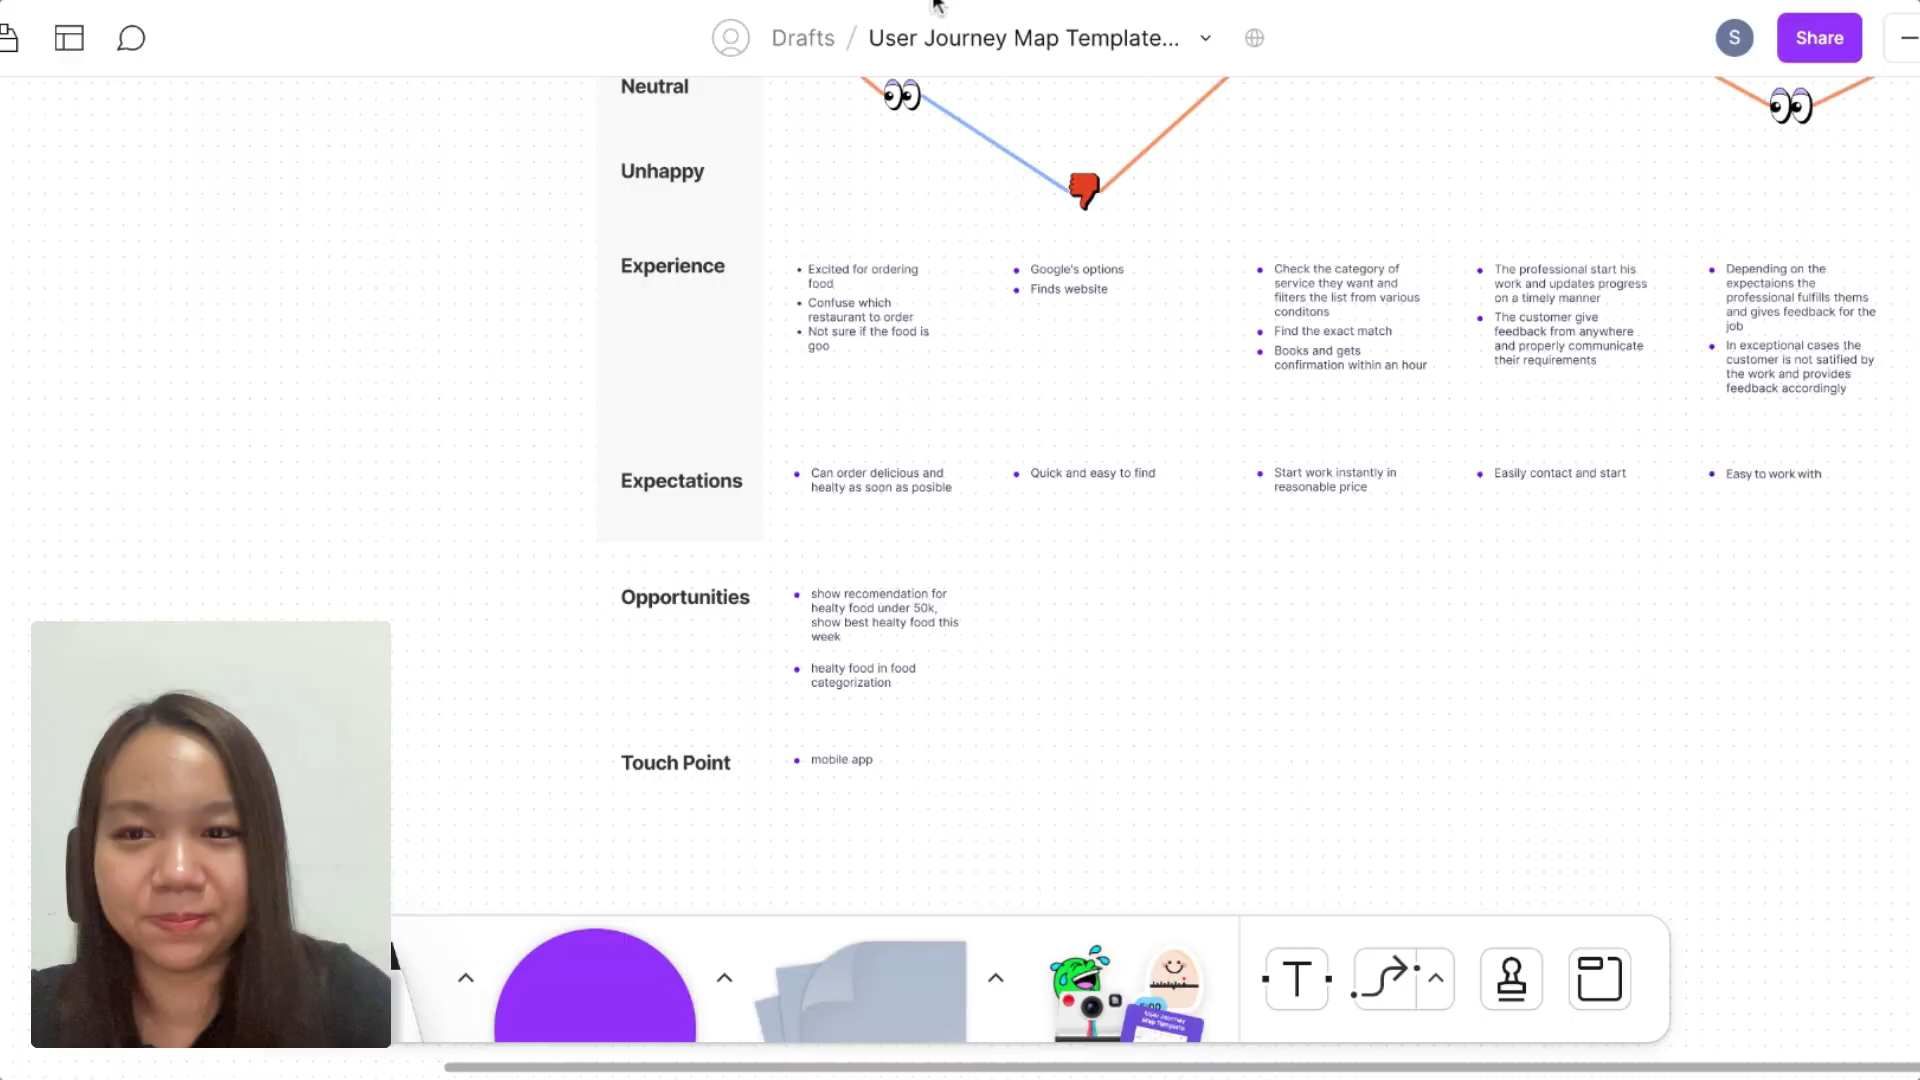 Drafts / User Journey Map Template...
S
Share
Neutral
Unhappy
Experience
Excited for ordering
food
Confuse which
restaurant to order
Not sure if the food is
goo
Google's options
Finds website
Check the category of
service they want and
filters the list from various
conditons
Find the exact match
Books and gets
confirmation within an hour
The professional start his
work and updates progress
on a timely manner
The customer give
feedback from anywhere
and properly communicate
their requirements
Depending on the
expectaions the
professional fulfills thems
and gives feedback for the
job
In exceptional cases the
customer is not satified by
the work and provides
feedback accordingly
Expectations
Can order delicious and
healty as soon as posible
Quick and easy to find
Start work instantly in
reasonable price
Easily contact and start
Easy to work with
Opportunities
show recomendation for
healty food under 50k,
show best healty food this
week
healty food in food
categorization
Touch Point
mobile app
User Journey
Map Template
T